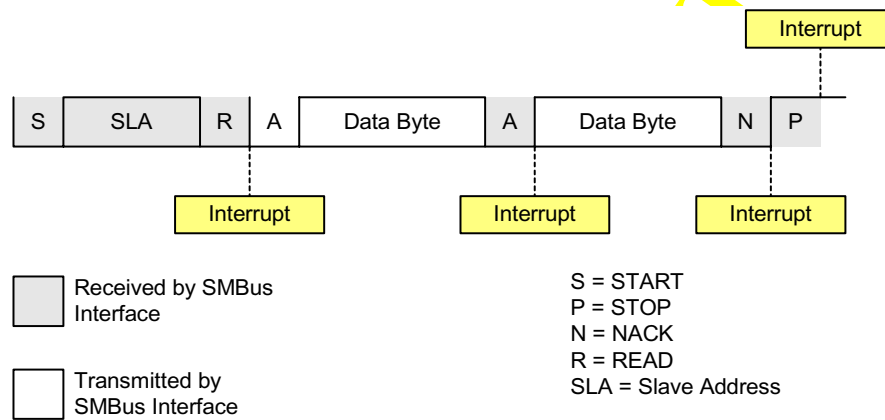 Interrupt
S SLA R A Data Byte A Data Byte N P
Interrupt Interrupt Interrupt
Received by SMBus
Interface
Transmitted by
SMBus Interface
S = START
P = STOP
N = NACK
R = READ
SLA = Slave Address